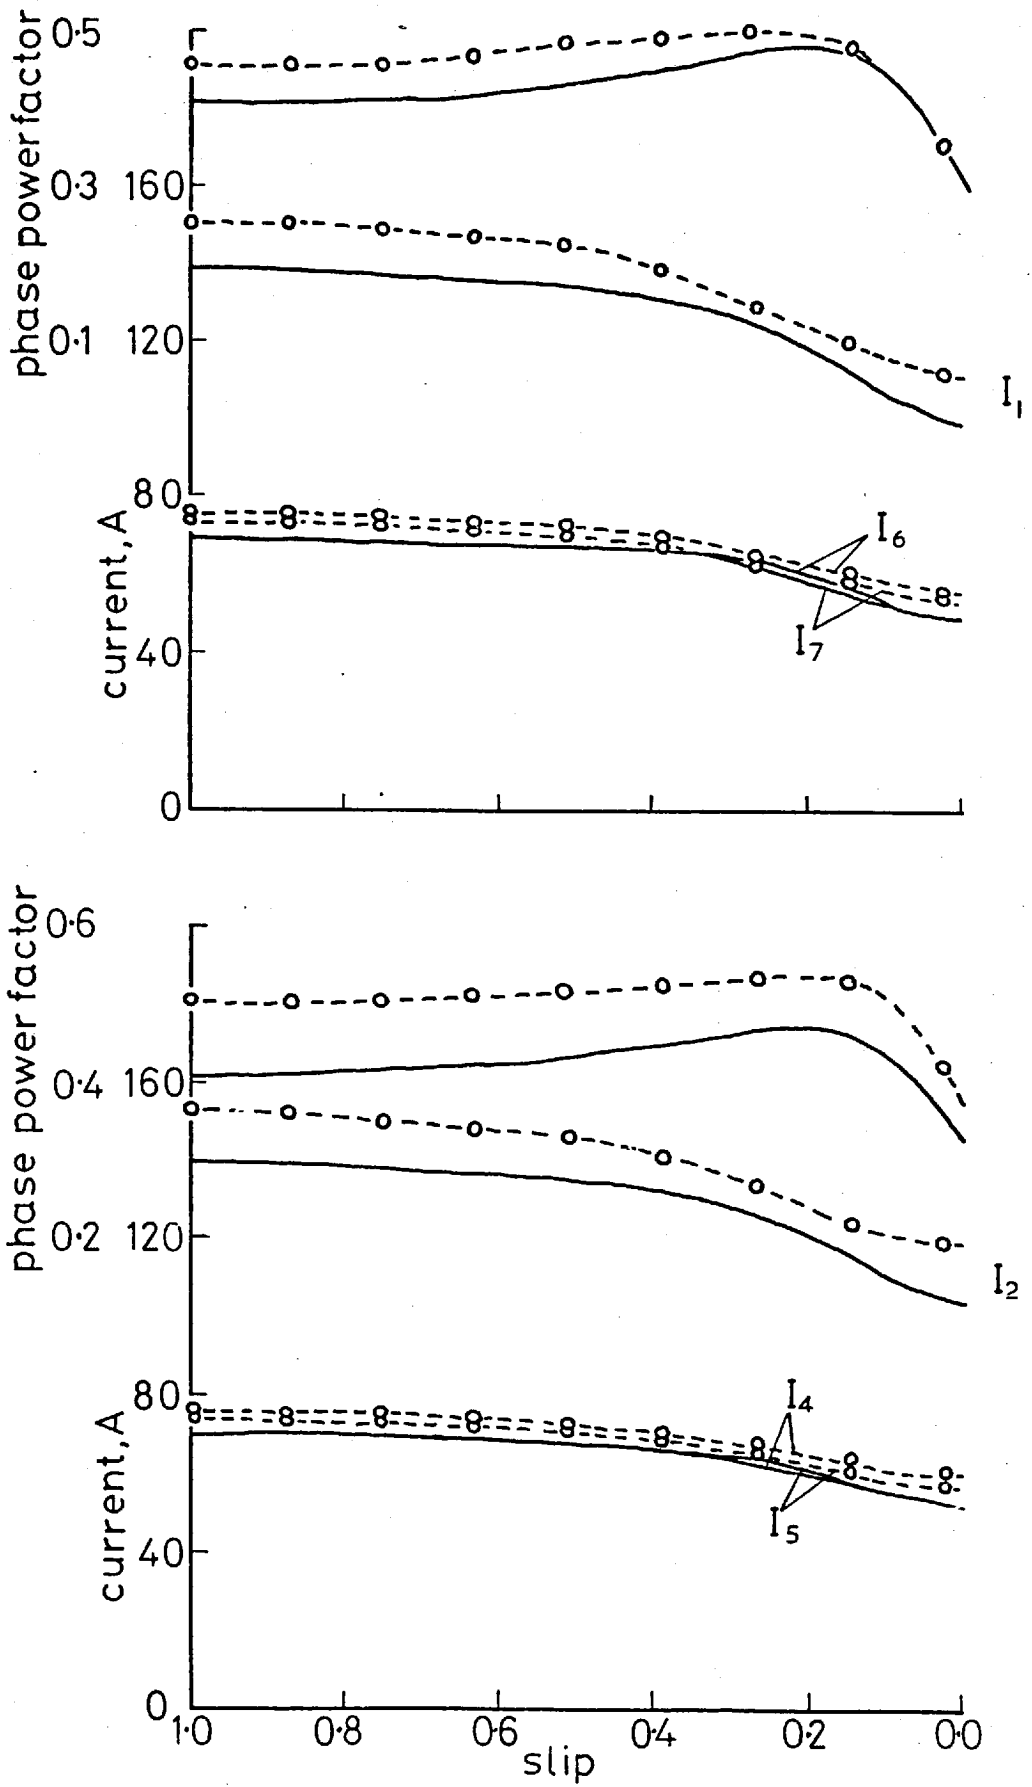 phase power factor
0·5
0·3 160
0·1 120
I₁
80
I₆
current, A
I₇
40
0
phase power factor
0·6
0·4 160
0·2 120
I₂
80
I₄
current, A
I₅
40
0
1·0 0·8 0·6 0·4 0·2 0·0
slip